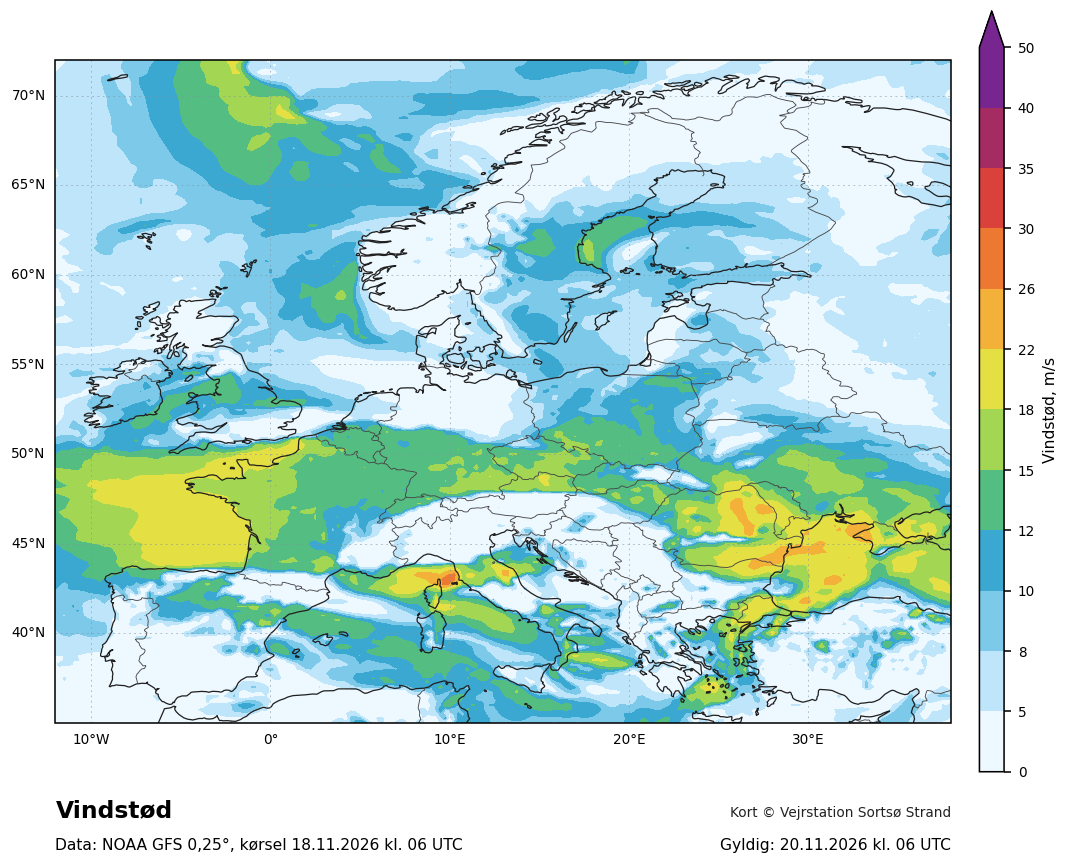 50
40
35
30
26
22
18
15
12
10
8
5
0
Vindstød, m/s
70°N
65°N
60°N
55°N
50°N
45°N
40°N
10°W
0°
10°E
20°E
30°E
Vindstød
Kort © Vejrstation Sortsø Strand
Data: NOAA GFS 0,25°, kørsel 18.11.2026 kl. 06 UTC
Gyldig: 20.11.2026 kl. 06 UTC